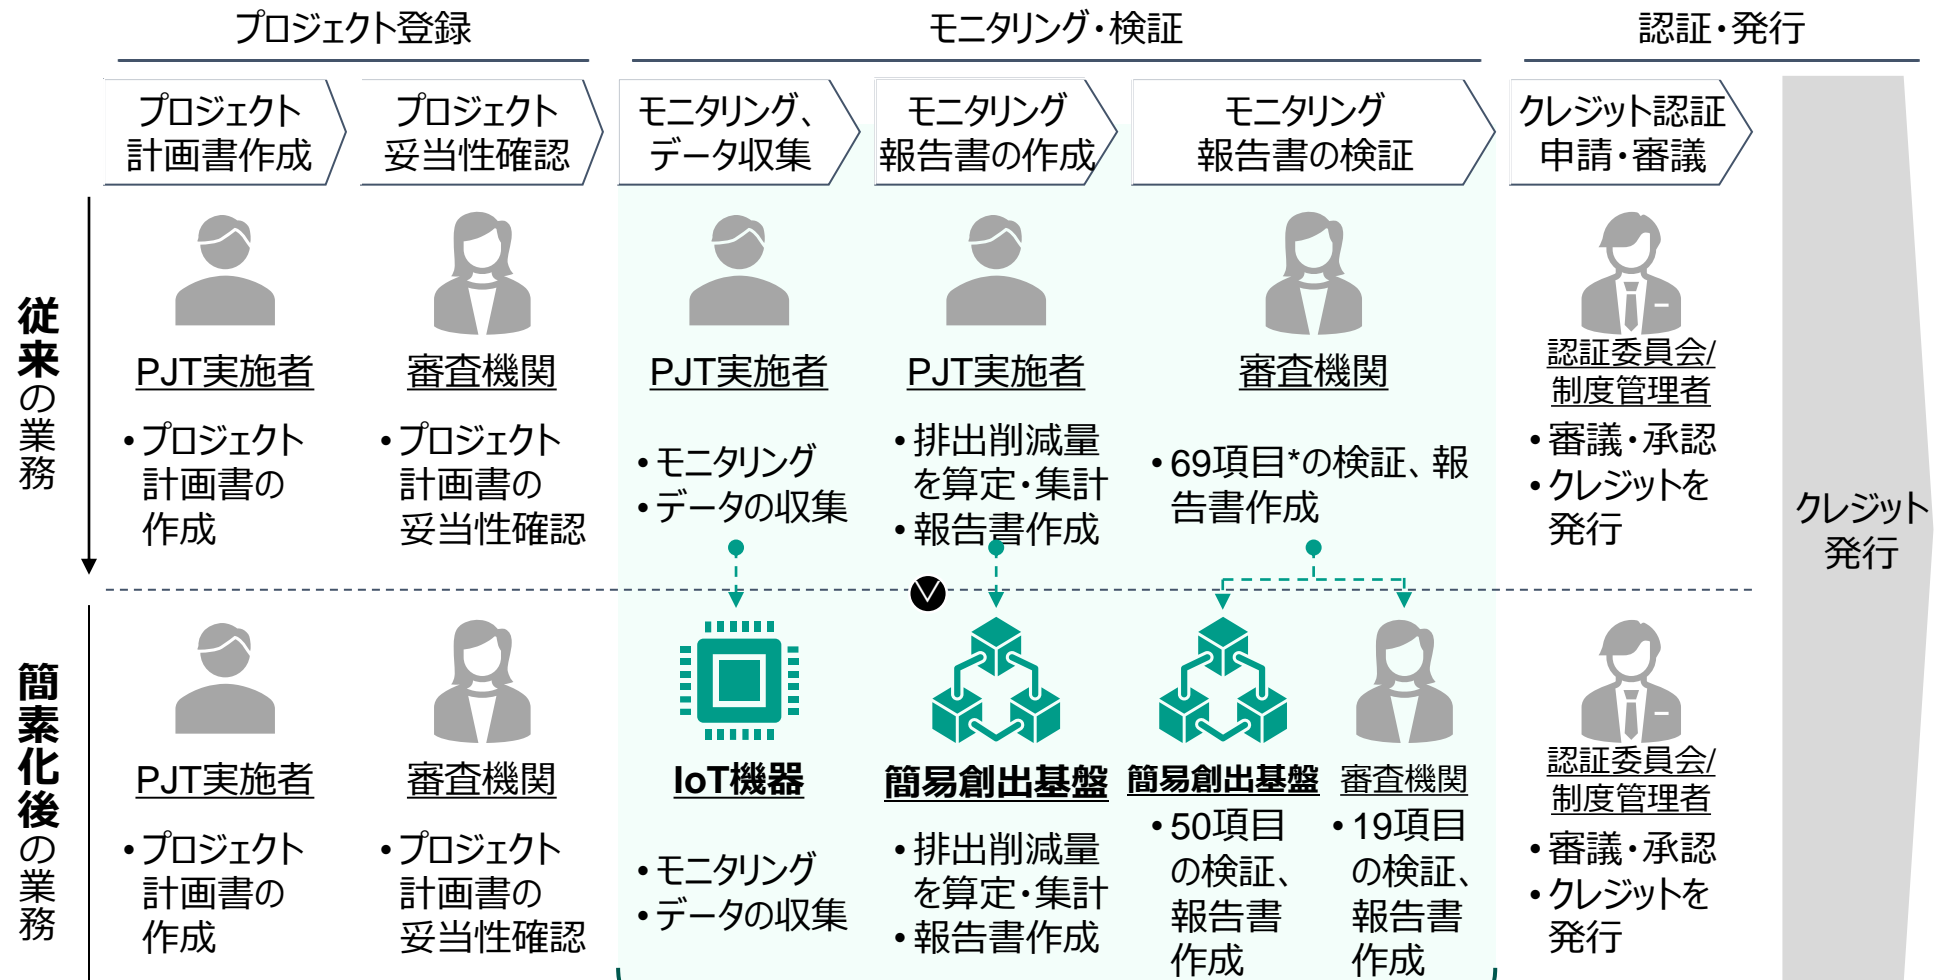 プロジェクト登録
モニタリング・検証
認証・発行
プロジェクト
計画書作成
プロジェクト
妥当性確認
モニタリング、
データ収集
モニタリング
報告書の作成
モニタリング
報告書の検証
クレジット認証
申請・審議
従来の業務
PJT実施者
・プロジェクト
計画書の
作成
審査機関
・プロジェクト
計画書の
妥当性確認
PJT実施者
・モニタリング
・データの収集
PJT実施者
・排出削減量
を算定・集計
・報告書作成
審査機関
・69項目*の検証、報
告書作成
認証委員会/
制度管理者
・審議・承認
・クレジットを
発行
クレジット
発行
簡素化後の業務
PJT実施者
・プロジェクト
計画書の
作成
審査機関
・プロジェクト
計画書の
妥当性確認
IoT機器
・モニタリング
・データの収集
簡易創出基盤
・排出削減量
を算定・集計
・報告書作成
簡易創出基盤
・50項目
の検証、
報告書
作成
審査機関
・19項目
の検証、
報告書
作成
認証委員会/
制度管理者
・審議・承認
・クレジットを
発行